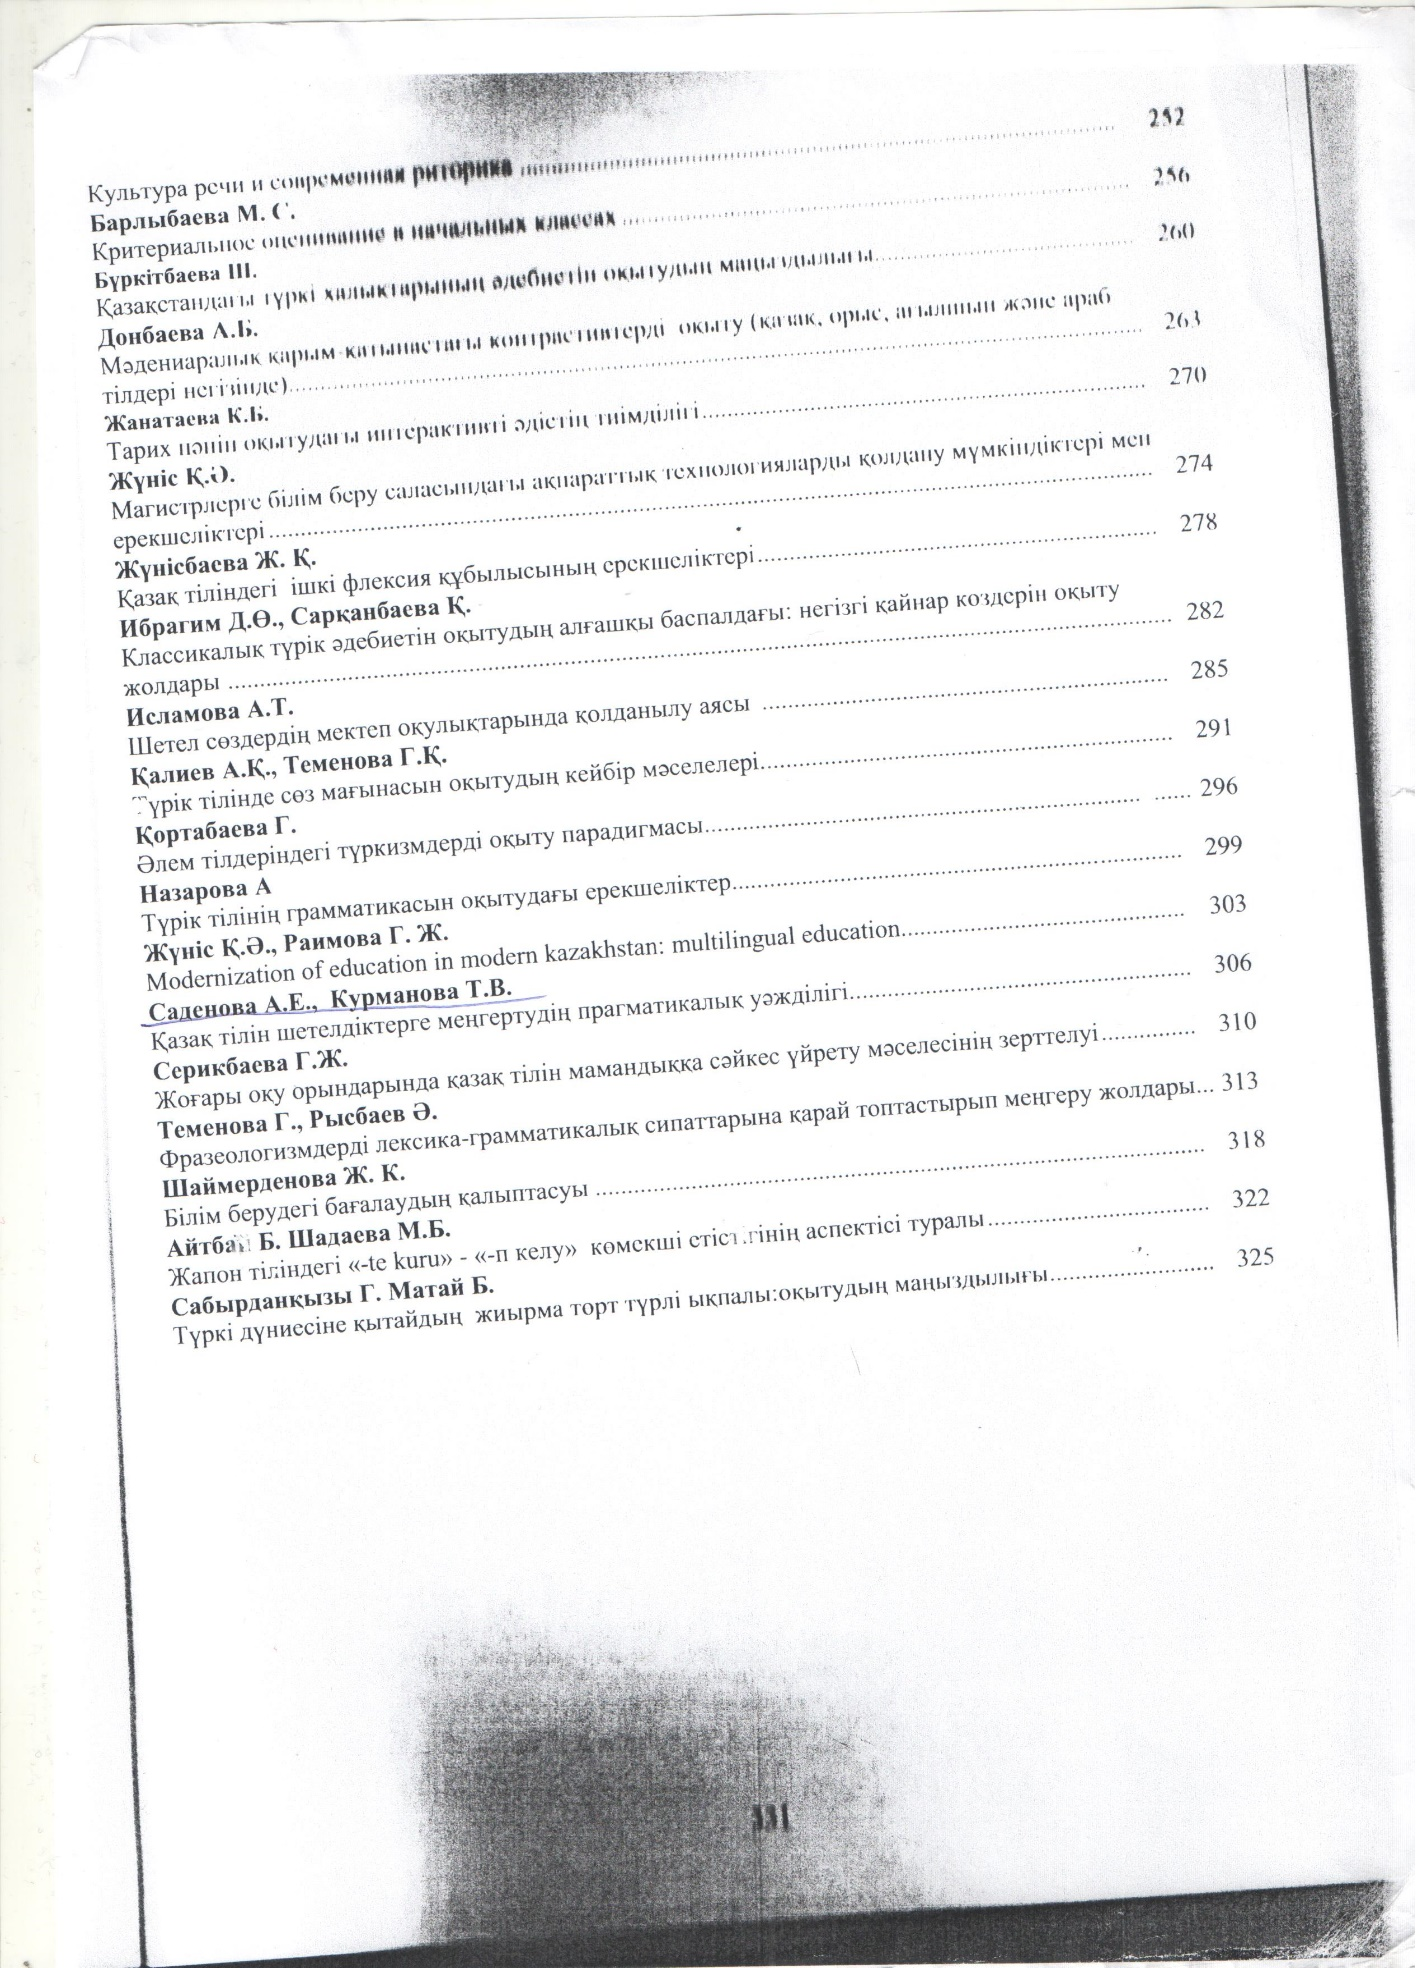 Культура речи и современная риторика ........................ 252
Барлыбаева М. С.
Критериальное оценивание в начальных классах ........................ 256
Бүркітбаева Ш.
Қазақстандағы түркі халықтарының әдебиетін оқытудың маңыздылығы........................ 260
Донбаева А.Б.
Мәдениаралық қарым-қатынастағы контрастивтерді оқыту (қазақ, орыс, ағылшын және араб
тілдері негізінде)........................ 263
Жанатаева К.Б.
Тарих пәнін оқытудағы интерактивті әдістің тиімділігі........................ 270
Жүніс Қ.Ә.
Магистрлерге білім беру саласындағы ақпараттық технологияларды қолдану мүмкіндіктері мен
ерекшеліктері........................ 274
Жүнісбаева Ж. Қ.
Қазақ тіліндегі ішкі флексия құбылысының ерекшеліктері........................ 278
Ибрагим Д.Ө., Сарқанбаева Қ.
Классикалық түрік әдебиетін оқытудың алғашқы баспалдағы: негізгі қайнар көздерін оқыту
жолдары ........................ 282
Исламова А.Т.
Шетел сөздердің мектеп оқулықтарында қолданылу аясы ........................ 285
Қалиев А.Қ., Теменова Г.Қ.
Түрік тілінде сөз мағынасын оқытудың кейбір мәселелері........................ 291
Қортабаева Г.
Әлем тілдеріндегі түркизмдерді оқыту парадигмасы........................ ...... 296
Назарова А
Түрік тілінің грамматикасын оқытудағы ерекшеліктер........................ 299
Жүніс Қ.Ә., Раимова Г. Ж.
Modernization of education in modern kazakhstan: multilingual education........................ 303
Саденова А.Е., Курманова Т.В.
Қазақ тілін шетелдіктерге меңгертудің прагматикалық уәжділігі........................ 306
Серикбаева Г.Ж.
Жоғары оқу орындарында қазақ тілін мамандыққа сәйкес үйрету мәселесінің зерттелуі............... 310
Теменова Г., Рысбаев Ә.
Фразеологизмдерді лексика-грамматикалық сипаттарына қарай топтастырып меңгеру жолдары... 313
Шаймерденова Ж. К.
Білім берудегі бағалаудың қалыптасуы ........................ 318
Айтбай Б. Шадаева М.Б.
Жапон тіліндегі «-te kuru» - «-п келу» көмекші етістігінің аспектісі туралы........................ 322
Сабырданқызы Г. Матай Б.
Түркі дүниесіне қытайдың жиырма торт түрлі ықпалы:оқытудың маңыздылығы........................ 325
331